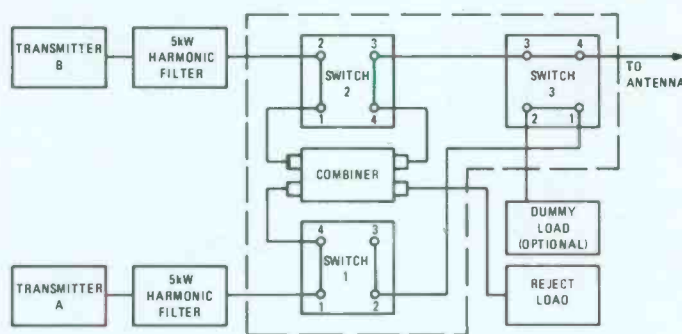 TRANSMITTER
B
5kW
HARMONIC
FILTER
2
3
SWITCH
2
1
4
3
4
SWITCH
3
2
1
TO
ANTENNA
COMBINER
4
3
SWITCH
1
1
2
DUMMY
LOAD
(OPTIONAL)
REJECT
LOAD
TRANSMITTER
A
5kW
HARMONIC
FILTER